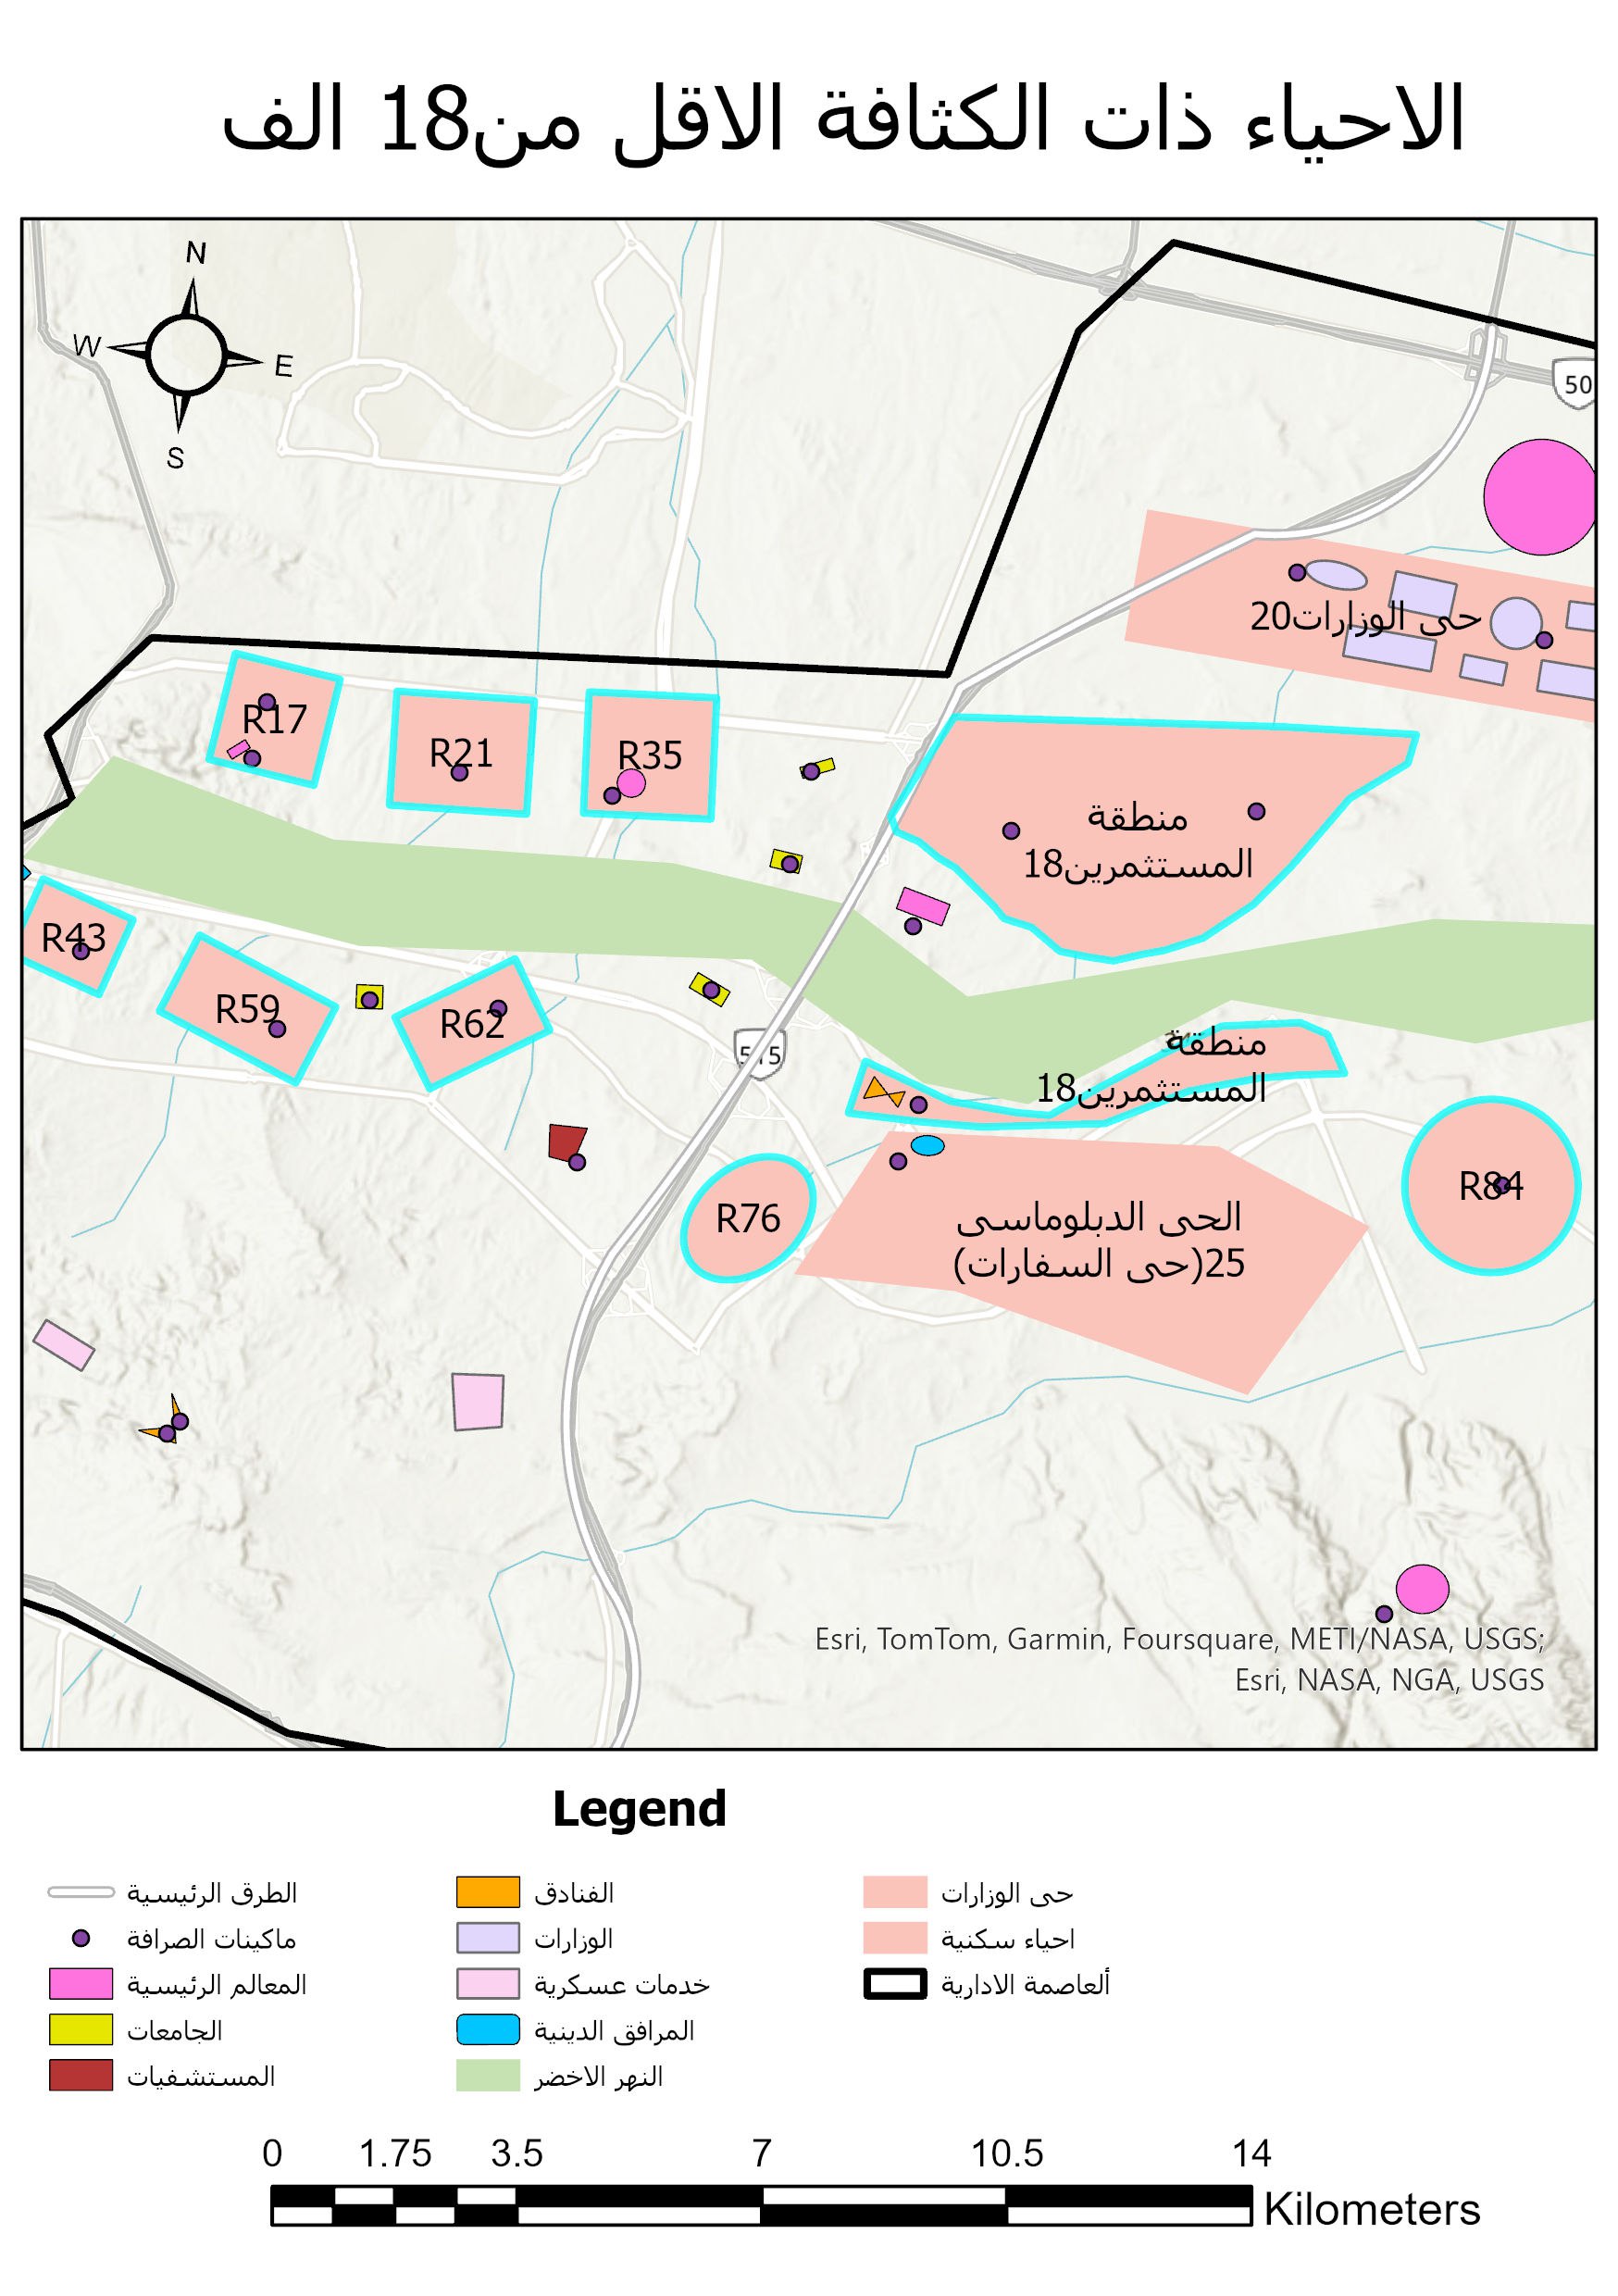 الاحياء ذات الكثافة الاقل من18 الف
N
W
E
S
50
حى الوزارات20
R17
R21
R35
منطقة
المستثمرين18
R43
R59
R62
515
منطقة
المستثمرين18
R76
R84
الحى الدبلوماسى
25(حى السفارات)
Esri, TomTom, Garmin, Foursquare, METI/NASA, USGS;
Esri, NASA, NGA, USGS
Legend
الطرق الرئيسية
ماكينات الصرافة
المعالم الرئيسية
الجامعات
المستشفيات
الفنادق
الوزارات
خدمات عسكرية
المرافق الدينية
النهر الاخضر
حى الوزارات
احياء سكنية
ألعاصمة الادارية
0 1.75 3.5 7 10.5 14
Kilometers